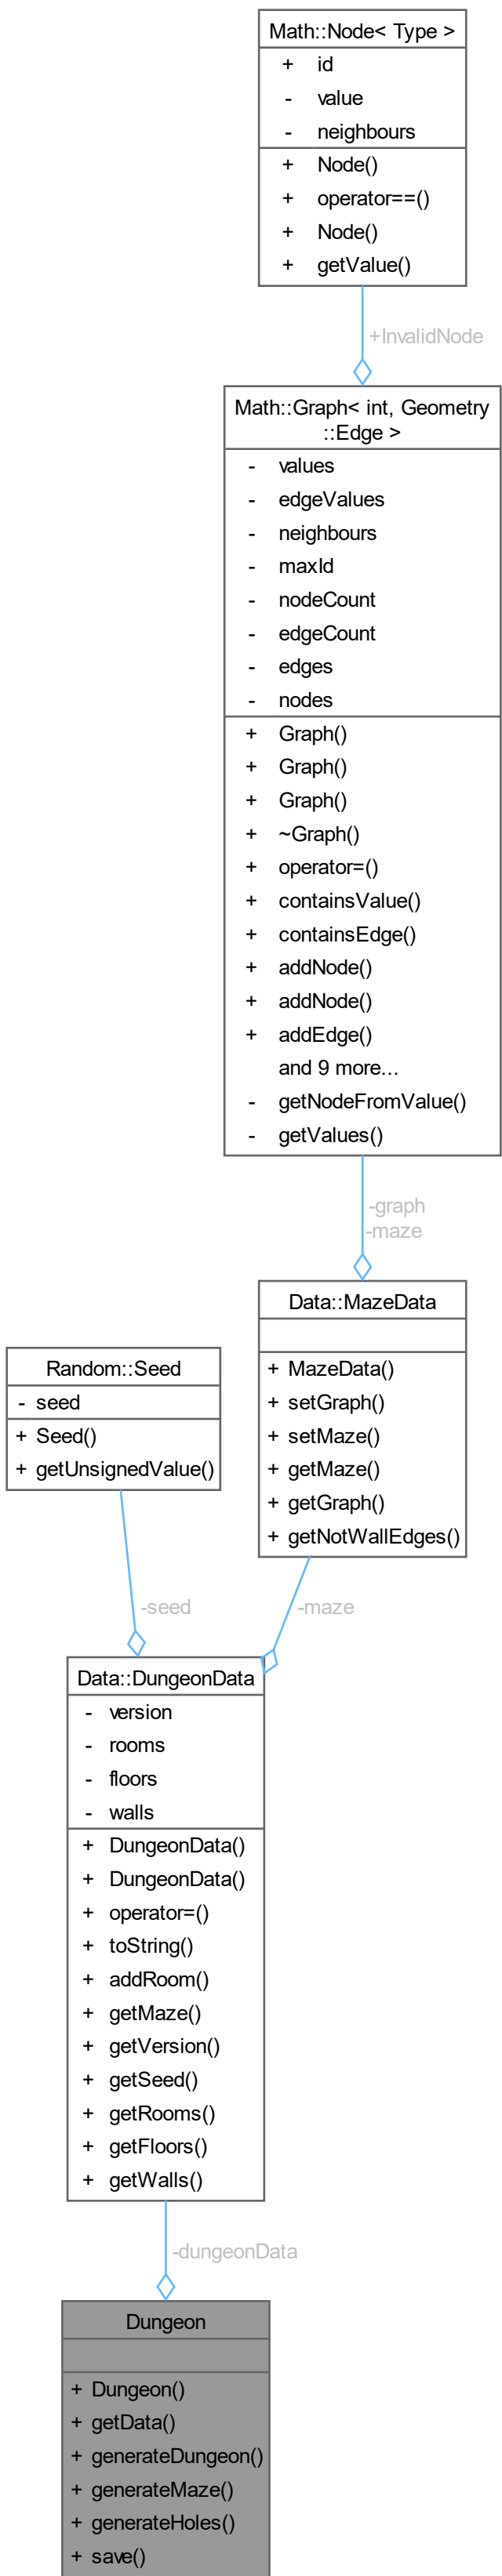 Math::Node< Type >
+ id
- value
- neighbours
+ Node()
+ operator==()
+ Node()
+ getValue()
+InvalidNode
Math::Graph< int, Geometry
::Edge >
- values
- edgeValues
- neighbours
- maxId
- nodeCount
- edgeCount
- edges
- nodes
+ Graph()
+ Graph()
+ Graph()
+ ~Graph()
+ operator=()
+ containsValue()
+ containsEdge()
+ addNode()
+ addNode()
+ addEdge()
and 9 more...
- getNodeFromValue()
- getValues()
-graph
-maze
Data::MazeData
+ MazeData()
+ setGraph()
+ setMaze()
+ getMaze()
+ getGraph()
+ getNotWallEdges()
Random::Seed
- seed
+ Seed()
+ getUnsignedValue()
-seed
-maze
Data::DungeonData
- version
- rooms
- floors
- walls
+ DungeonData()
+ DungeonData()
+ operator=()
+ toString()
+ addRoom()
+ getMaze()
+ getVersion()
+ getSeed()
+ getRooms()
+ getFloors()
+ getWalls()
-dungeonData
Dungeon
+ Dungeon()
+ getData()
+ generateDungeon()
+ generateMaze()
+ generateHoles()
+ save()